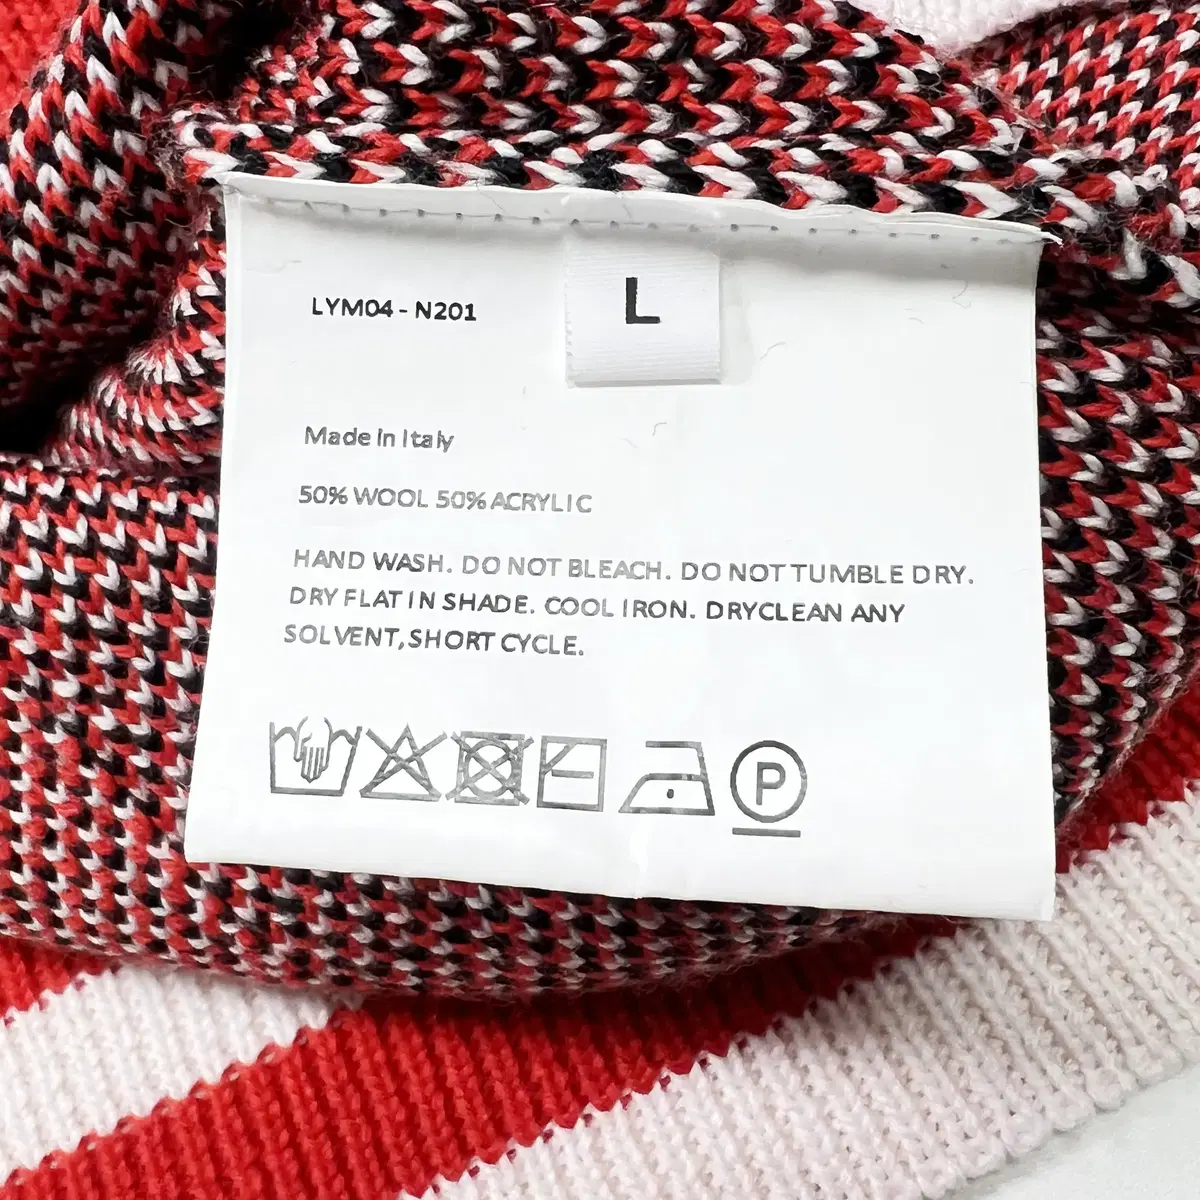 LYM04 - N201
L
Made in Italy
50% WOOL 50% ACRYLIC
HAND WASH. DO NOT BLEACH. DO NOT TUMBLE DRY.
DRY FLAT IN SHADE. COOL IRON. DRYCLEAN ANY
SOLVENT, SHORT CYCLE.
P